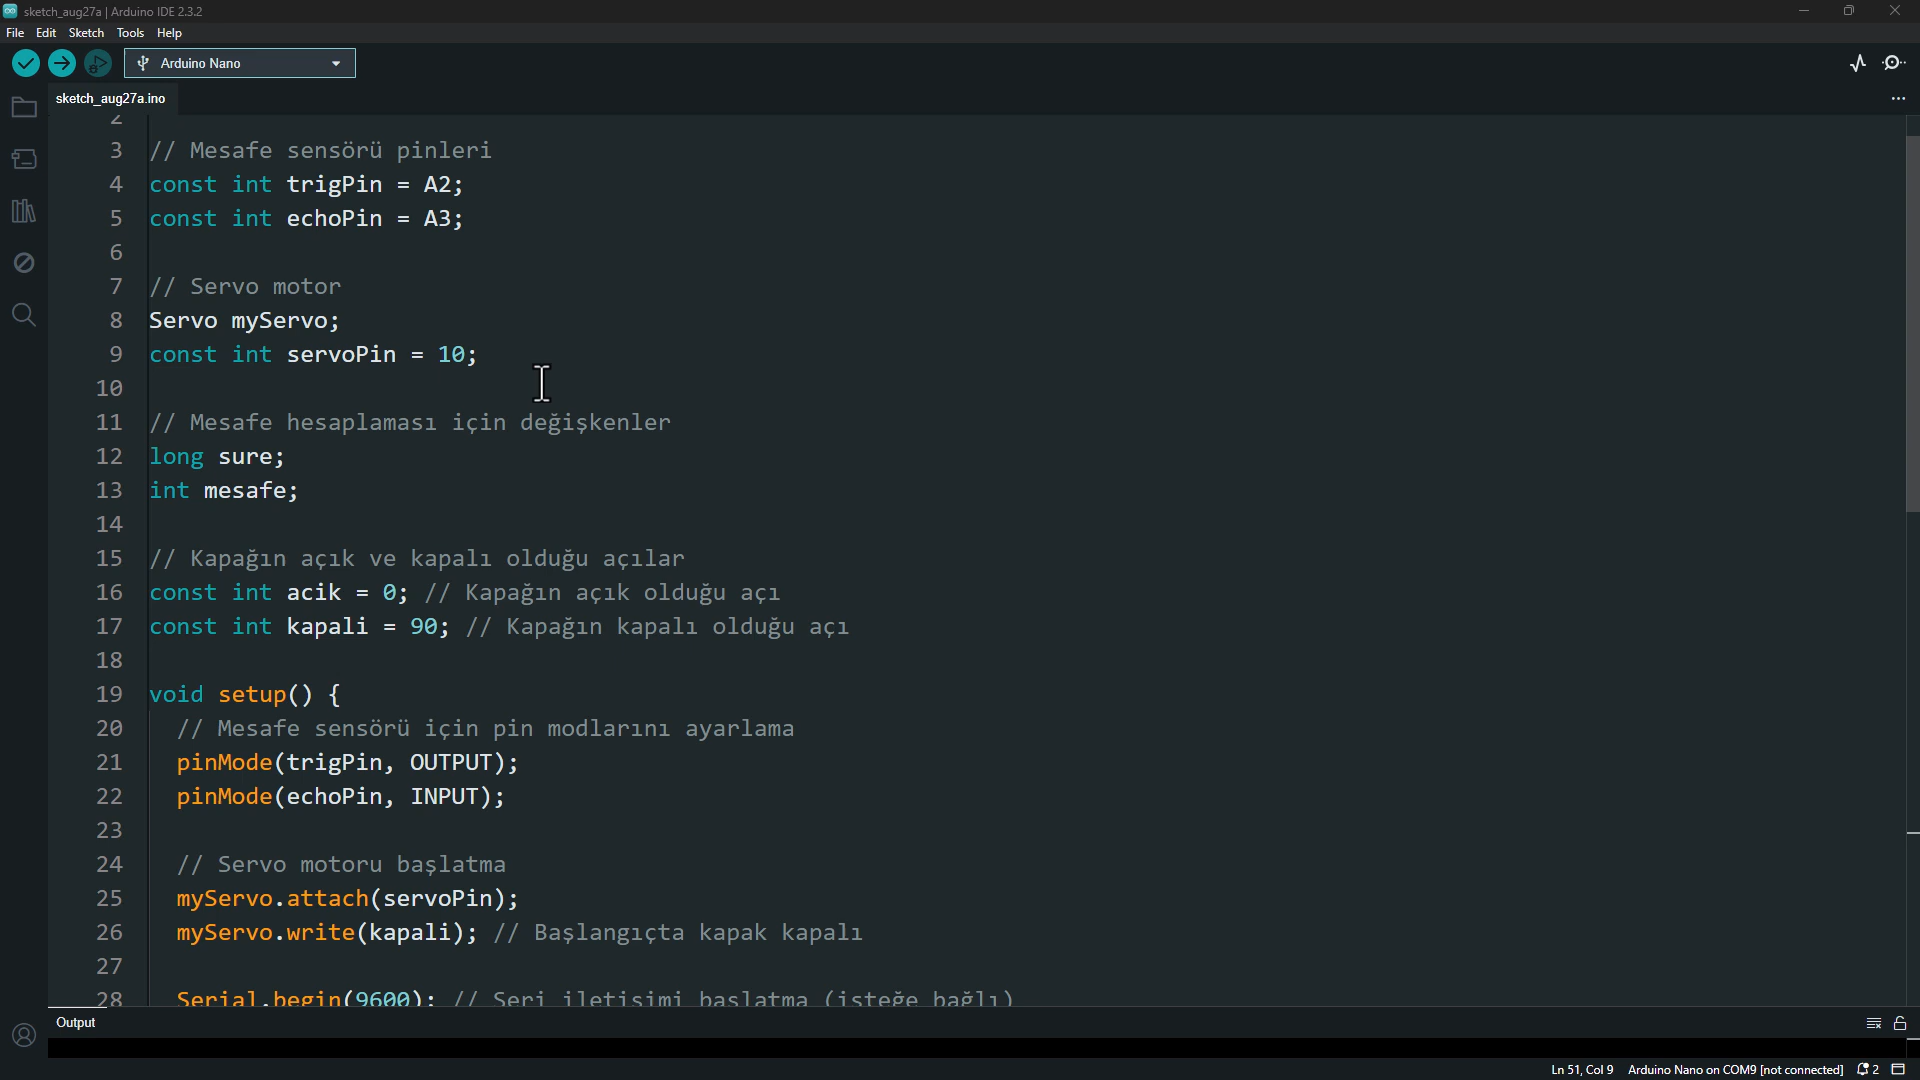 sketch_aug27a | Arduino IDE 2.3.2
File Edit Sketch Tools Help
Arduino Nano
sketch_aug27a.ino
2
3 // Mesafe sensörü pinleri
4 const int trigPin = A2;
5 const int echoPin = A3;
6
7 // Servo motor
8 Servo myServo;
9 const int servoPin = 10;
10
11 // Mesafe hesaplaması için değişkenler
12 long sure;
13 int mesafe;
14
15 // Kapağın açık ve kapalı olduğu açılar
16 const int acik = 0; // Kapağın açık olduğu açı
17 const int kapali = 90; // Kapağın kapalı olduğu açı
18
19 void setup() {
20 // Mesafe sensörü için pin modlarını ayarlama
21 pinMode(trigPin, OUTPUT);
22 pinMode(echoPin, INPUT);
23
24 // Servo motoru başlatma
25 myServo.attach(servoPin);
26 myServo.write(kapali); // Başlangıçta kapak kapalı
27
28 Serial.begin(9600); // Seri iletişimi başlatma (isteğe bağlı)
Output
Ln 51, Col 9 Arduino Nano on COM9 [not connected] 2